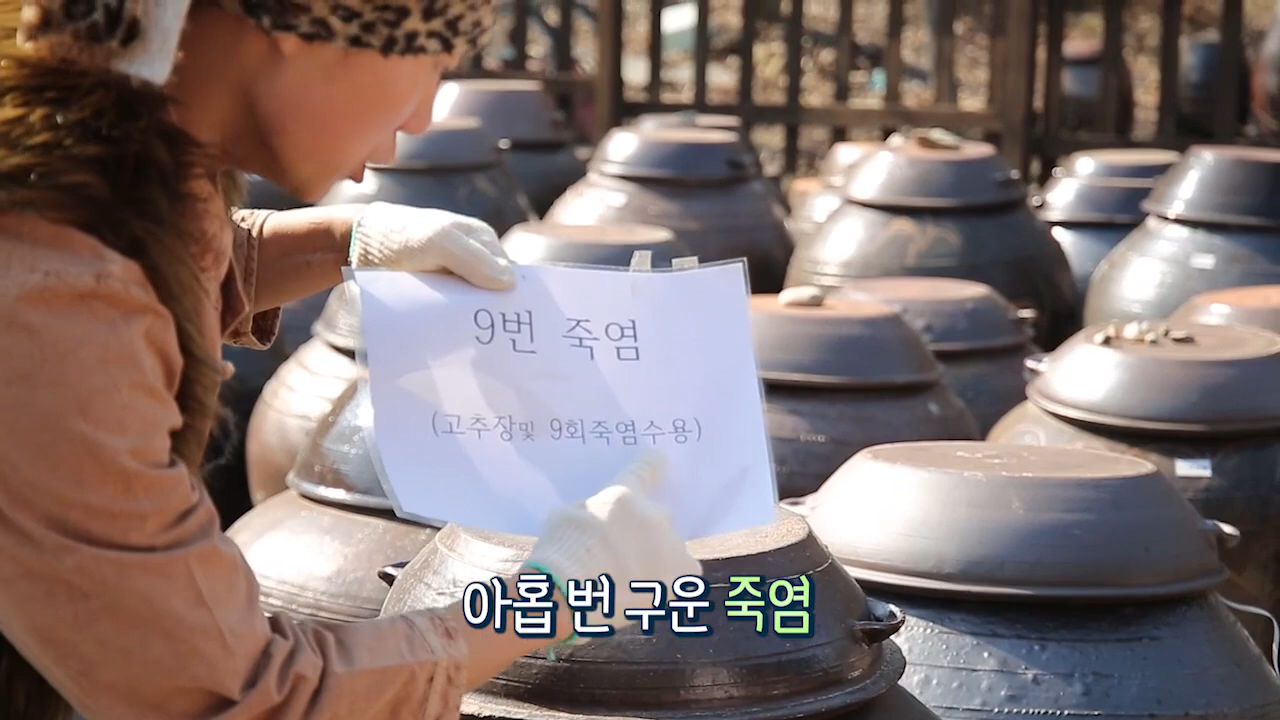 9번 죽염
(고추장및 9회죽염수용)
아홉 번 구운 죽염